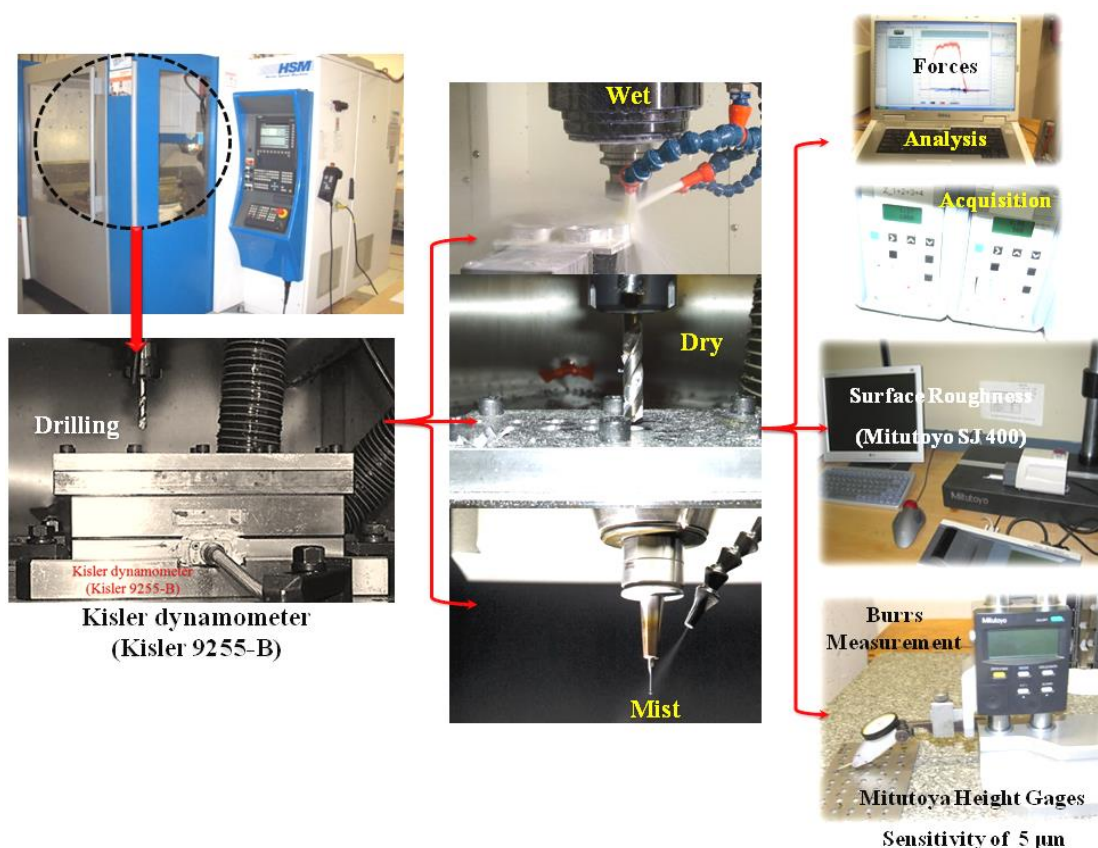 HSM
Drilling
Kisler dynamometer
(Kisler 9255-B)
Kisler dynamometer
(Kisler 9255-B)
Wet
Dry
Mist
Forces
Analysis
Acquisition
Surface Roughness
(Mitutoyo SJ 400)
Mitutoyo
Burrs
Measurement
Mitutoyo
Mitutoya Height Gages
Sensitivity of 5 µm